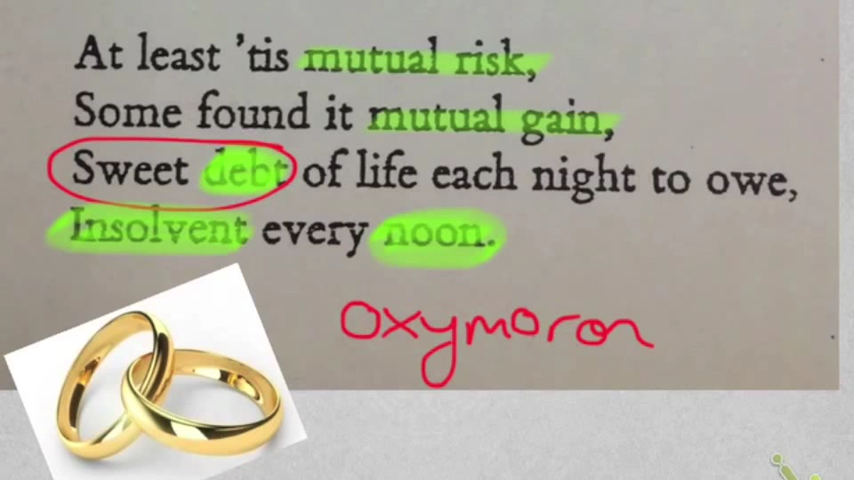 At least 'tis mutual risk,
Some found it mutual gain,
Sweet debt of life each night to owe,
Insolvent every noon.
oxymoron